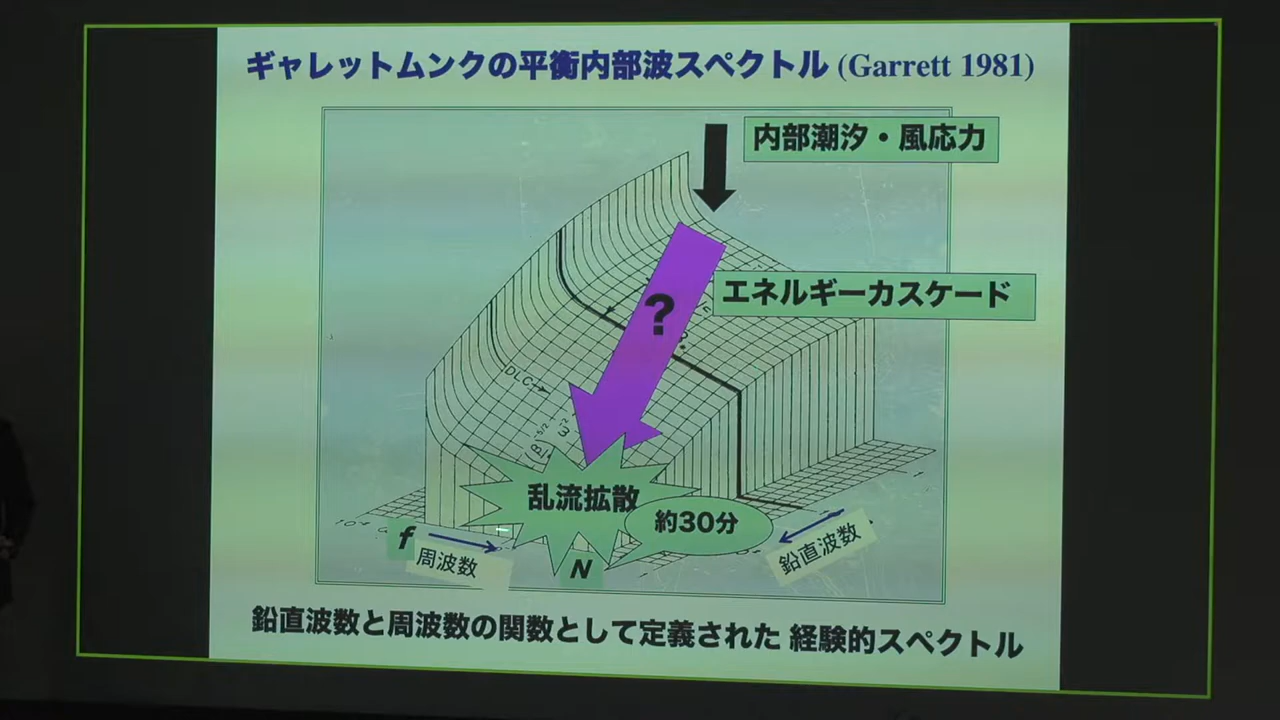 ギャレットムンクの平衡内部波スペクトル (Garrett 1981)
内部潮汐・風応力
エネルギーカスケード
?
DLC→
乱流拡散
約30分
f
周波数
N
鉛直波数
鉛直波数と周波数の関数として定義された 経験的スペクトル